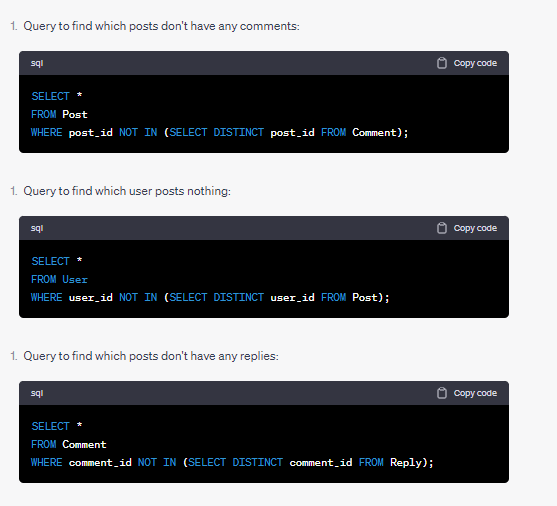 1. Query to find which posts don't have any comments:
sql Copy code
SELECT *
FROM Post
WHERE post_id NOT IN (SELECT DISTINCT post_id FROM Comment);
1. Query to find which user posts nothing:
sql Copy code
SELECT *
FROM User
WHERE user_id NOT IN (SELECT DISTINCT user_id FROM Post);
1. Query to find which posts don't have any replies:
sql Copy code
SELECT *
FROM Comment
WHERE comment_id NOT IN (SELECT DISTINCT comment_id FROM Reply);